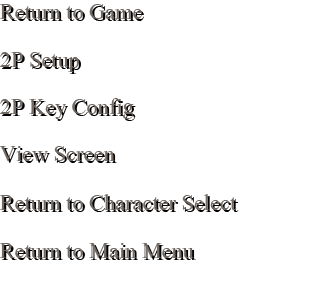 Return to Game
2P Setup
2P Key Config
View Screen
Return to Character Select
Return to Main Menu